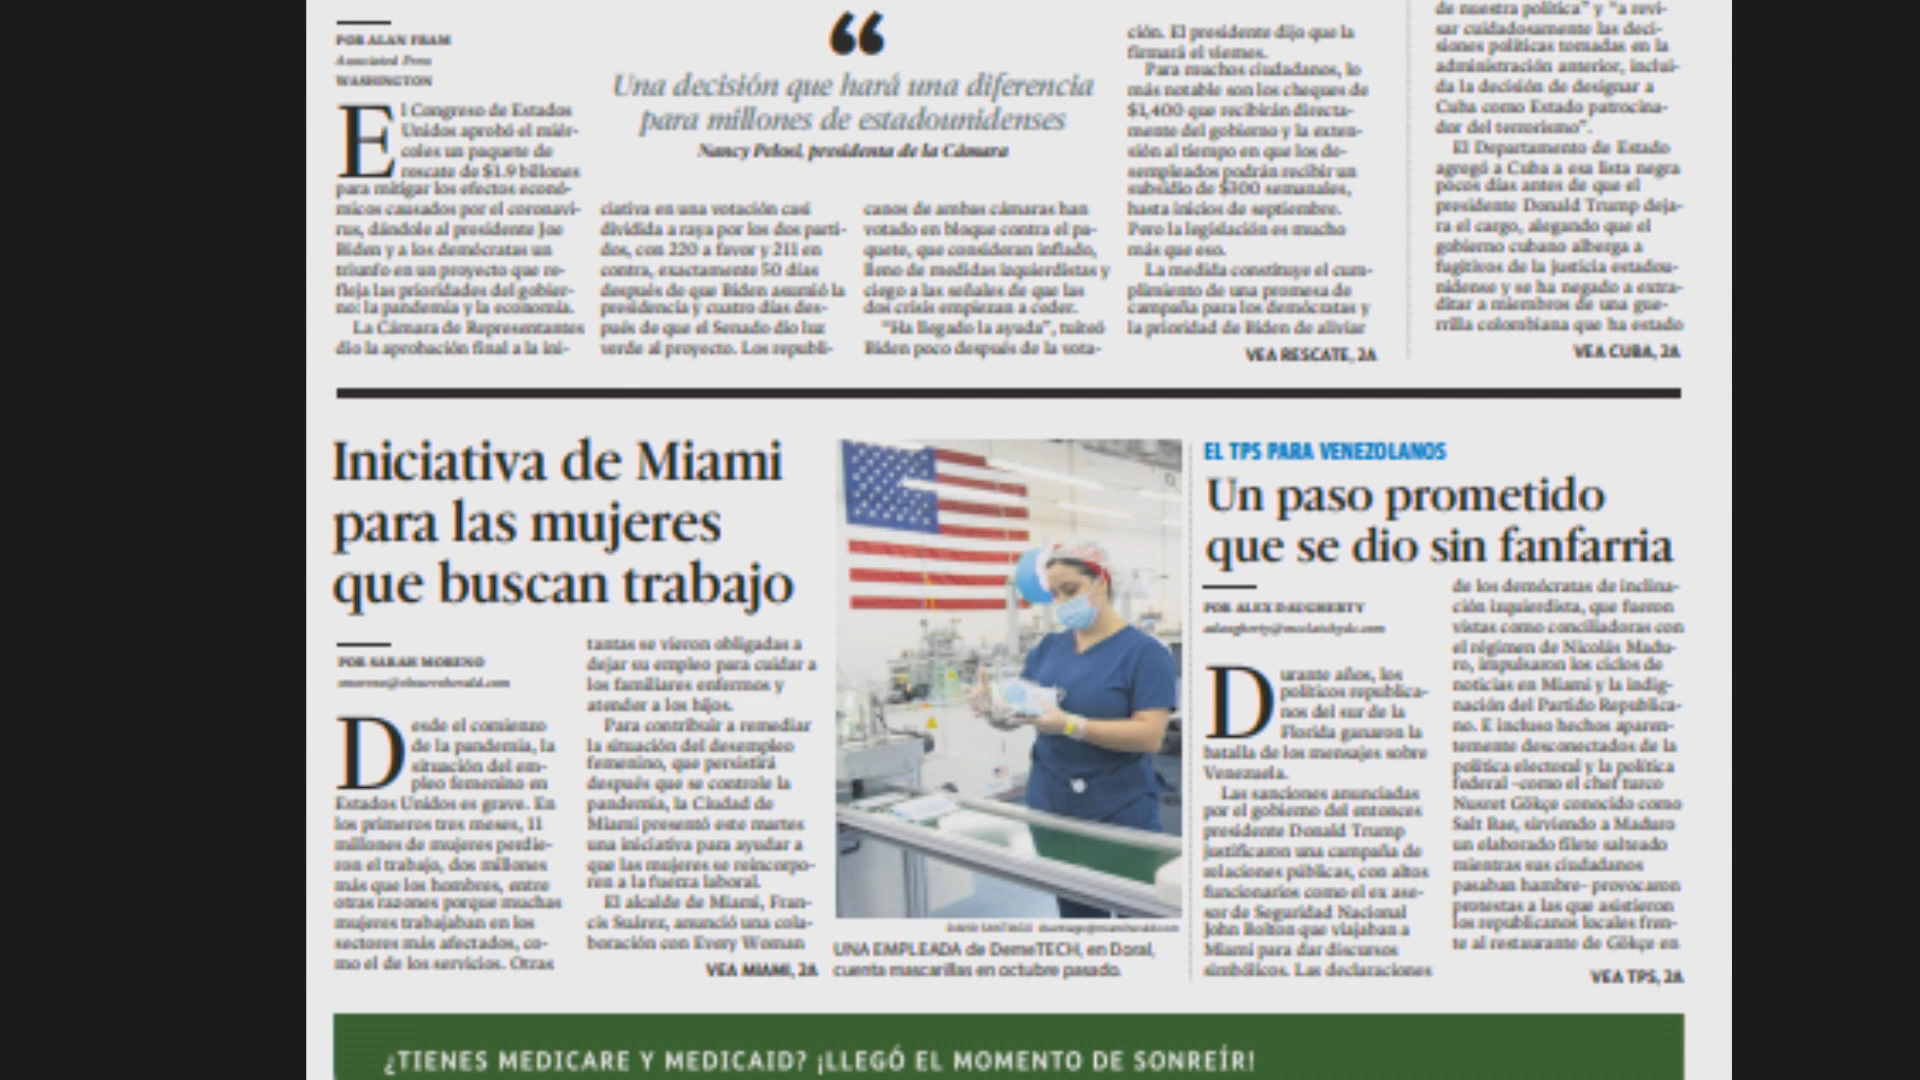 POR ALAN FRAM
Associated Press
WASHINGTON
El Congreso de Estados
Unidos aprobó el miér-
coles un paquete de
rescate de $1.9 billones
para mitigar los efectos econó-
micos causados por el coronavi-
rus, dándole al presidente Joe
Biden y a los demócratas un
triunfo en un proyecto que re-
fleja las prioridades del gobier-
no: la pandemia y la economía.
La Cámara de Representantes
dio la aprobación final a la ini-
“
Una decisión que hará una diferencia
para millones de estadounidenses
Nancy Pelosi, presidenta de la Cámara
ciativa en una votación casi
dividida a raya por los dos parti-
dos, con 220 a favor y 211 en
contra, exactamente 50 días
después de que Biden asumió la
presidencia y cuatro días des-
pués de que el Senado dio luz
verde al proyecto. Los republi-
canos de ambas cámaras han
votado en bloque contra el pa-
quete, que consideran inflado,
lleno de medidas izquierdistas y
ciego a las señales de que las
dos crisis empiezan a ceder.
“Ha llegado la ayuda”, tuiteó
Biden poco después de la vota-
ción. El presidente dijo que la
firmará el viernes.
Para muchos ciudadanos, lo
más notable son los cheques de
$1,400 que recibirán directa-
mente del gobierno y la exten-
sión al tiempo en que los de-
sempleados podrán recibir un
subsidio de $300 semanales,
hasta inicios de septiembre.
Pero la legislación es mucho
más que eso.
La medida constituye el cum-
plimiento de una promesa de
campaña para los demócratas y
la prioridad de Biden de aliviar
VEA RESCATE, 2A
de nuestra política” y “a revi-
sar cuidadosamente las deci-
siones políticas tomadas en la
administración anterior, inclui-
da la decisión de designar a
Cuba como Estado patrocina-
dor del terrorismo”.
El Departamento de Estado
agregó a Cuba a esa lista negra
pocos días antes de que el
presidente Donald Trump deja-
ra el cargo, alegando que el
gobierno cubano alberga a
fugitivos de la justicia estadou-
nidense y se ha negado a extra-
ditar a miembros de una gue-
rrilla colombiana que ha estado
VEA CUBA, 2A
Iniciativa de Miami
para las mujeres
que buscan trabajo
POR SARAH MORENO
smoreno@elnuevoherald.com
Desde el comienzo
de la pandemia, la
situación del em-
pleo femenino en
Estados Unidos es grave. En
los primeros tres meses, 11
millones de mujeres perdie-
ron el trabajo, dos millones
más que los hombres, entre
otras razones porque muchas
mujeres trabajaban en los
sectores más afectados, co-
mo el de los servicios. Otras
tantas se vieron obligadas a
dejar su empleo para cuidar a
los familiares enfermos y
atender a los hijos.
Para contribuir a remediar
la situación del desempleo
femenino, que persistirá
después que se controle la
pandemia, la Ciudad de
Miami presentó este martes
una iniciativa para ayudar a
que las mujeres se reincorpo-
ren a la fuerza laboral.
El alcalde de Miami, Fran-
cis Suárez, anunció una cola-
boración con Every Woman
VEA MIAMI, 2A
DAVID SANTIAGO dsantiago@miamiherald.com
UNA EMPLEADA de DemeTECH, en Doral,
cuenta mascarillas en octubre pasado.
EL TPS PARA VENEZOLANOS
Un paso prometido
que se dio sin fanfarria
POR ALEX DAUGHERTY
adaugherty@mcclatchydc.com
Durante años, los
políticos republica-
nos del sur de la
Florida ganaron la
batalla de los mensajes sobre
Venezuela.
Las sanciones anunciadas
por el gobierno del entonces
presidente Donald Trump
justificaron una campaña de
relaciones públicas, con altos
funcionarios como el ex ase-
sor de Seguridad Nacional
John Bolton que viajaban a
Miami para dar discursos
simbólicos. Las declaraciones
de los demócratas de inclina-
ción izquierdista, que fueron
vistas como conciliadoras con
el régimen de Nicolás Madu-
ro, impulsaron los ciclos de
noticias en Miami y la indig-
nación del Partido Republica-
no. E incluso hechos aparen-
temente desconectados de la
política electoral y la política
federal –como el chef turco
Nusret Gökçe conocido como
Salt Bae, sirviendo a Maduro
un elaborado filete salteado
mientras sus ciudadanos
pasaban hambre– provocaron
protestas a las que asistieron
los republicanos locales fren-
te al restaurante de Gökçe en
VEA TPS, 2A
¿TIENES MEDICARE Y MEDICAID? ¡LLEGÓ EL MOMENTO DE SONREÍR!